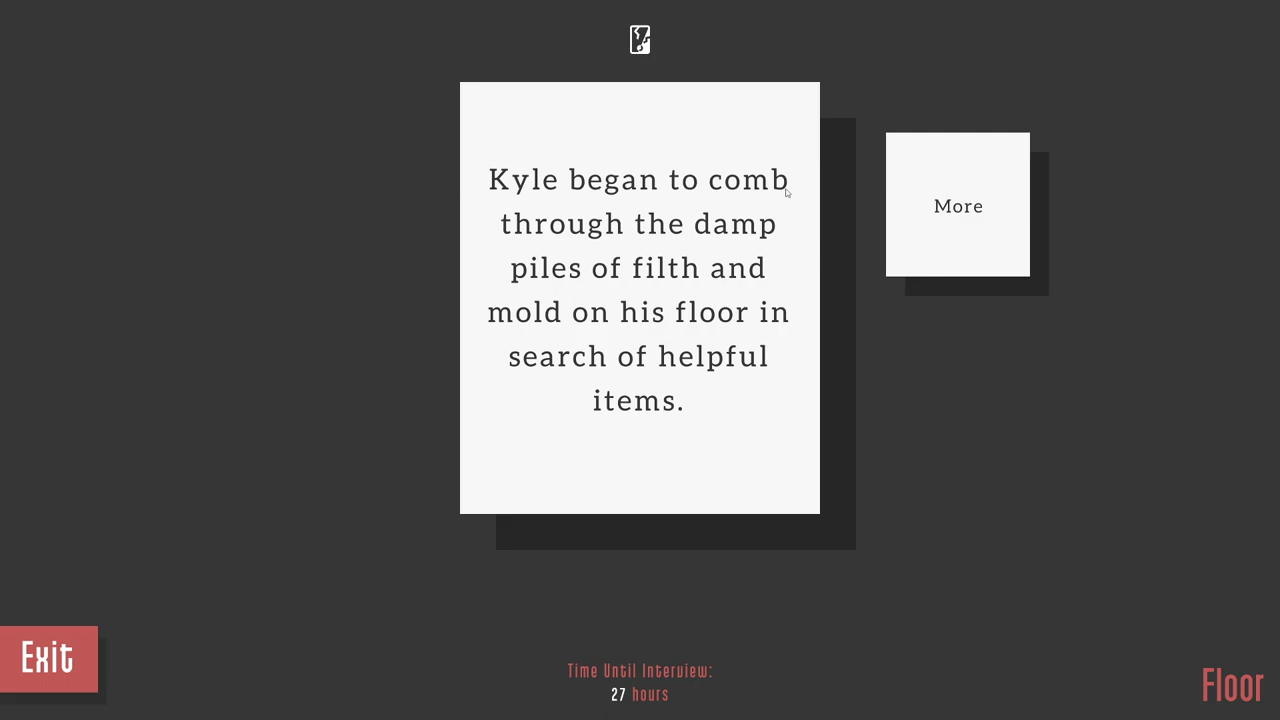 Kyle began to comb
through the damp
piles of filth and
mold on his floor in
search of helpful
items.
More
Exit
Time Until Interview:
27 hours
Floor